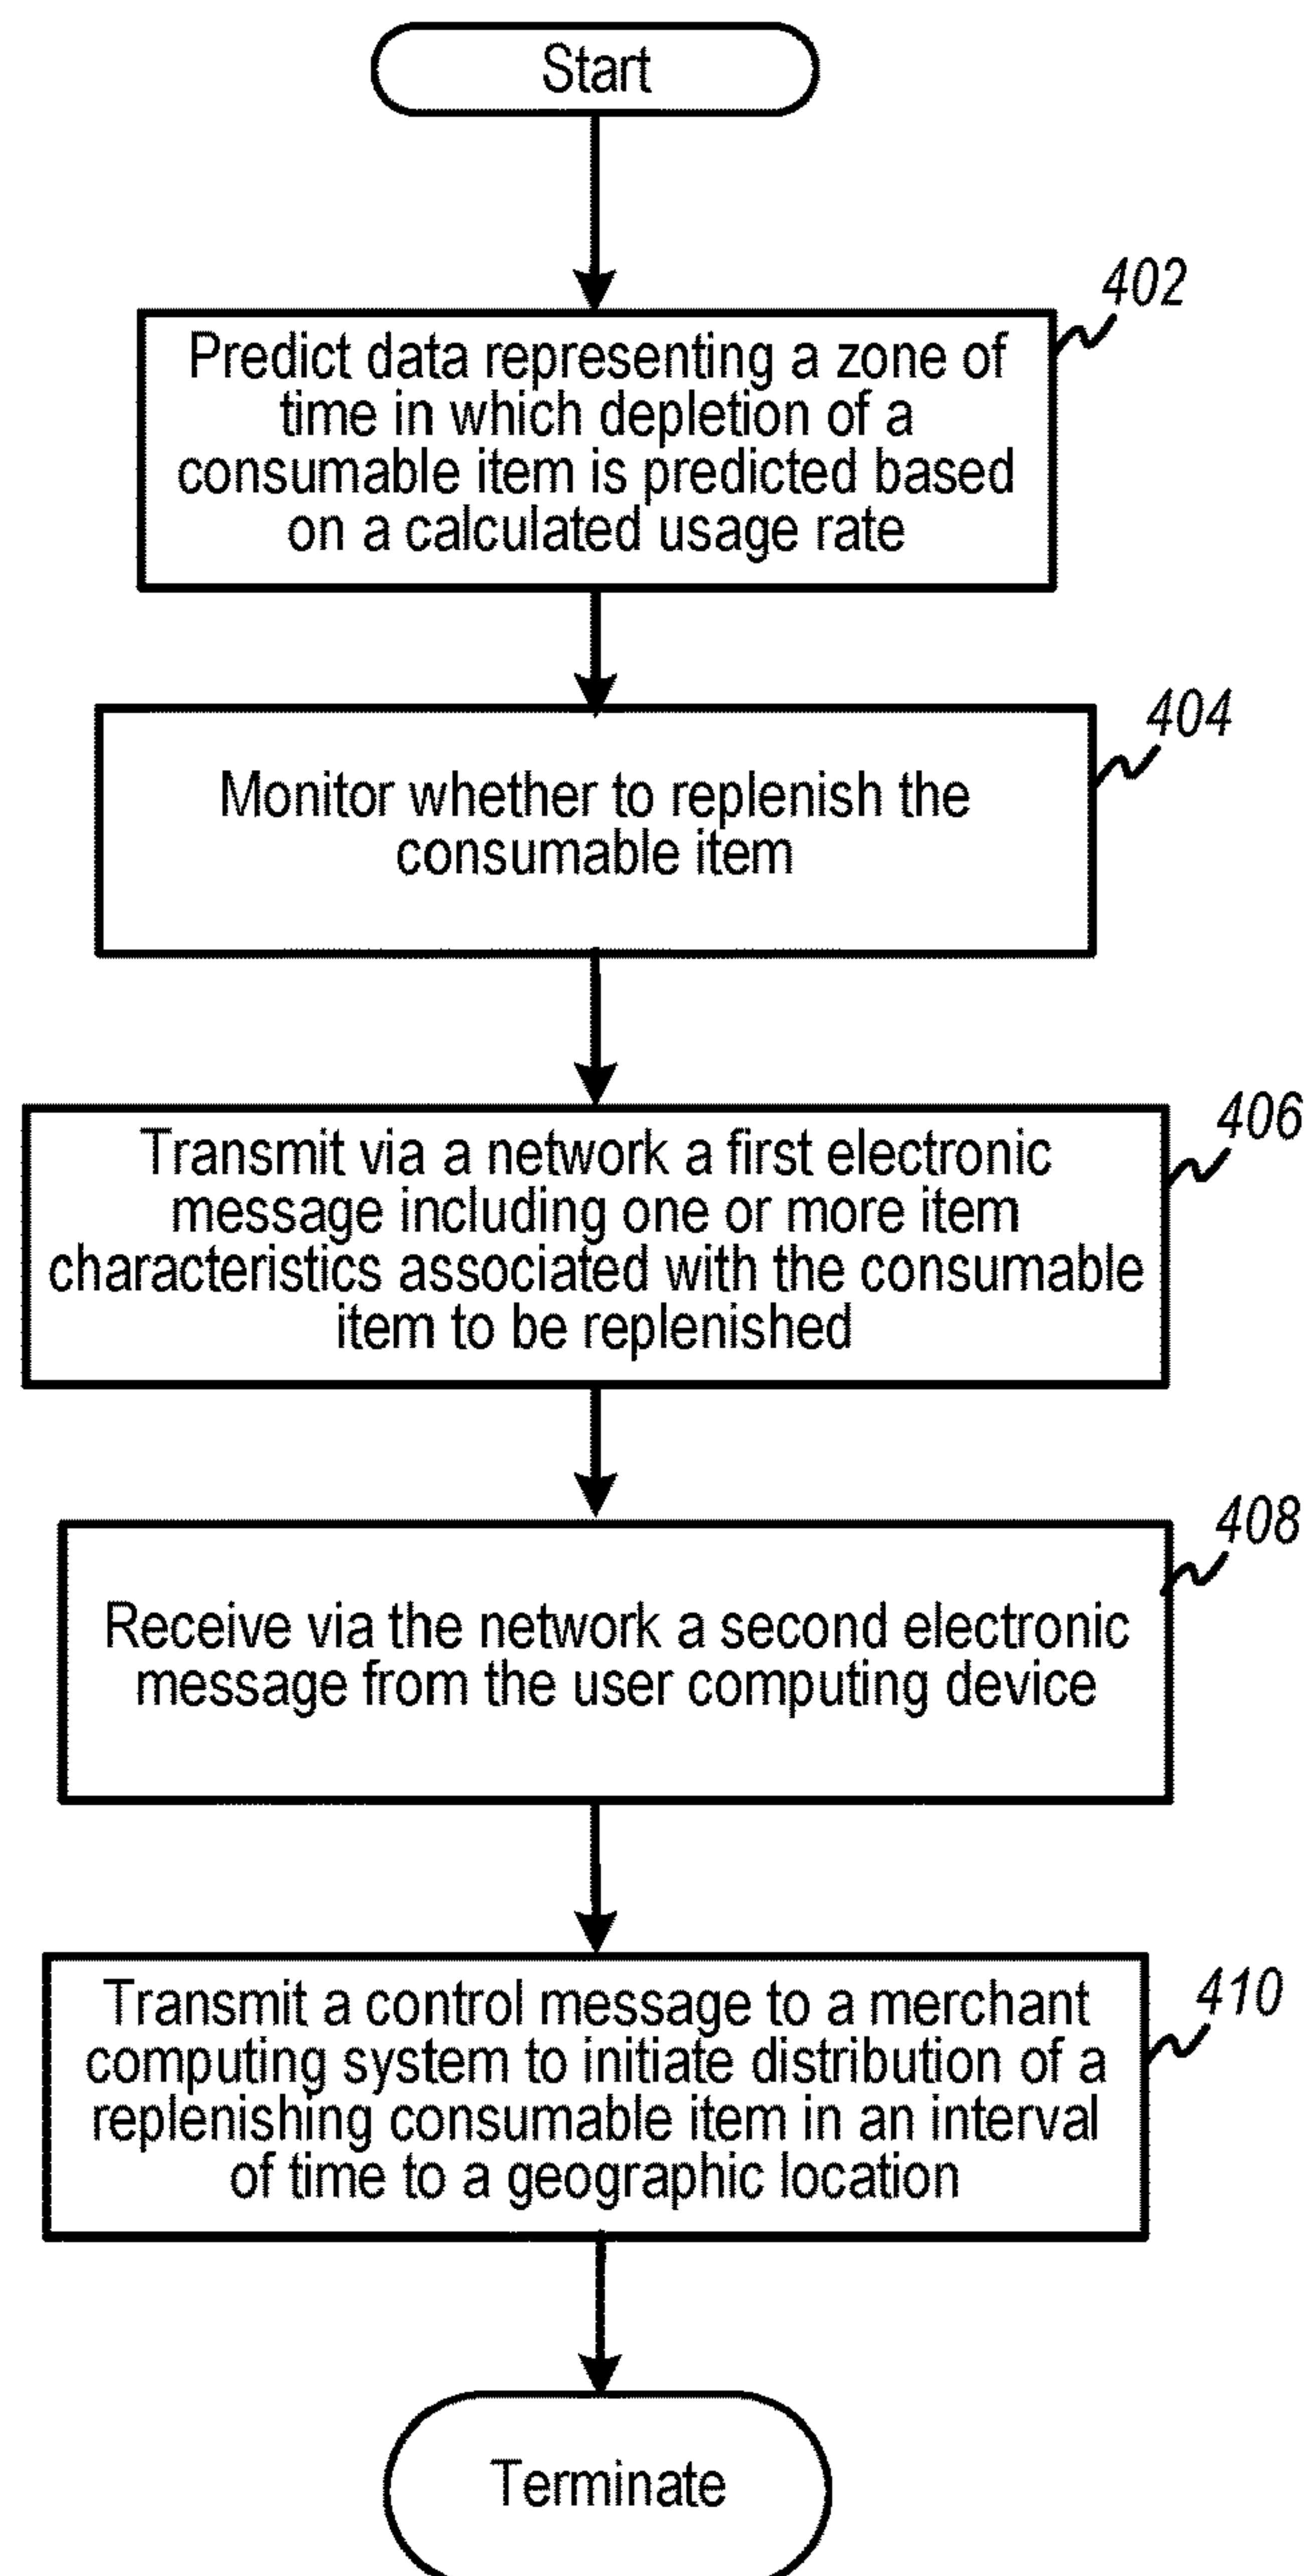 Start
402
Predict data representing a zone of
time in which depletion of a
consumable item is predicted based
on a calculated usage rate
404
Monitor whether to replenish the
consumable item
406
Transmit via a network a first electronic
message including one or more item
characteristics associated with the consumable
item to be replenished
408
Receive via the network a second electronic
message from the user computing device
410
Transmit a control message to a merchant
computing system to initiate distribution of a
replenishing consumable item in an interval
of time to a geographic location
Terminate